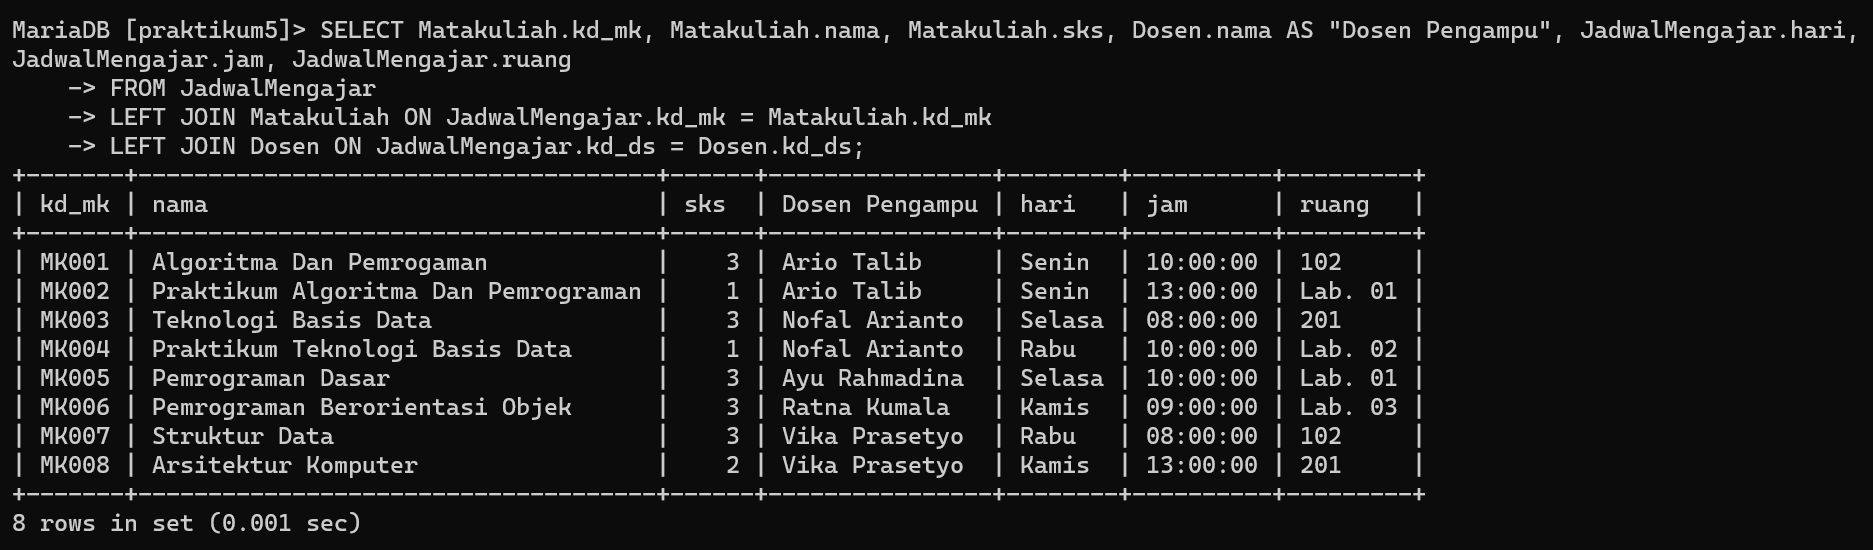 MariaDB [praktikum5]> SELECT Matakuliah.kd_mk, Matakuliah.nama, Matakuliah.sks, Dosen.nama AS "Dosen Pengampu", JadwalMengajar.hari,
JadwalMengajar.jam, JadwalMengajar.ruang
    -> FROM JadwalMengajar
    -> LEFT JOIN Matakuliah ON JadwalMengajar.kd_mk = Matakuliah.kd_mk
    -> LEFT JOIN Dosen ON JadwalMengajar.kd_ds = Dosen.kd_ds;
+-------+-------------------------------------+------+----------------+--------+----------+---------+
| kd_mk | nama                                | sks  | Dosen Pengampu | hari   | jam      | ruang   |
+-------+-------------------------------------+------+----------------+--------+----------+---------+
| MK001 | Algoritma Dan Pemrogaman            |    3 | Ario Talib     | Senin  | 10:00:00 | 102     |
| MK002 | Praktikum Algoritma Dan Pemrograman |    1 | Ario Talib     | Senin  | 13:00:00 | Lab. 01 |
| MK003 | Teknologi Basis Data                |    3 | Nofal Arianto  | Selasa | 08:00:00 | 201     |
| MK004 | Praktikum Teknologi Basis Data      |    1 | Nofal Arianto  | Rabu   | 10:00:00 | Lab. 02 |
| MK005 | Pemrograman Dasar                   |    3 | Ayu Rahmadina  | Selasa | 10:00:00 | Lab. 01 |
| MK006 | Pemrograman Berorientasi Objek      |    3 | Ratna Kumala   | Kamis  | 09:00:00 | Lab. 03 |
| MK007 | Struktur Data                       |    3 | Vika Prasetyo  | Rabu   | 08:00:00 | 102     |
| MK008 | Arsitektur Komputer                 |    2 | Vika Prasetyo  | Kamis  | 13:00:00 | 201     |
+-------+-------------------------------------+------+----------------+--------+----------+---------+
8 rows in set (0.001 sec)